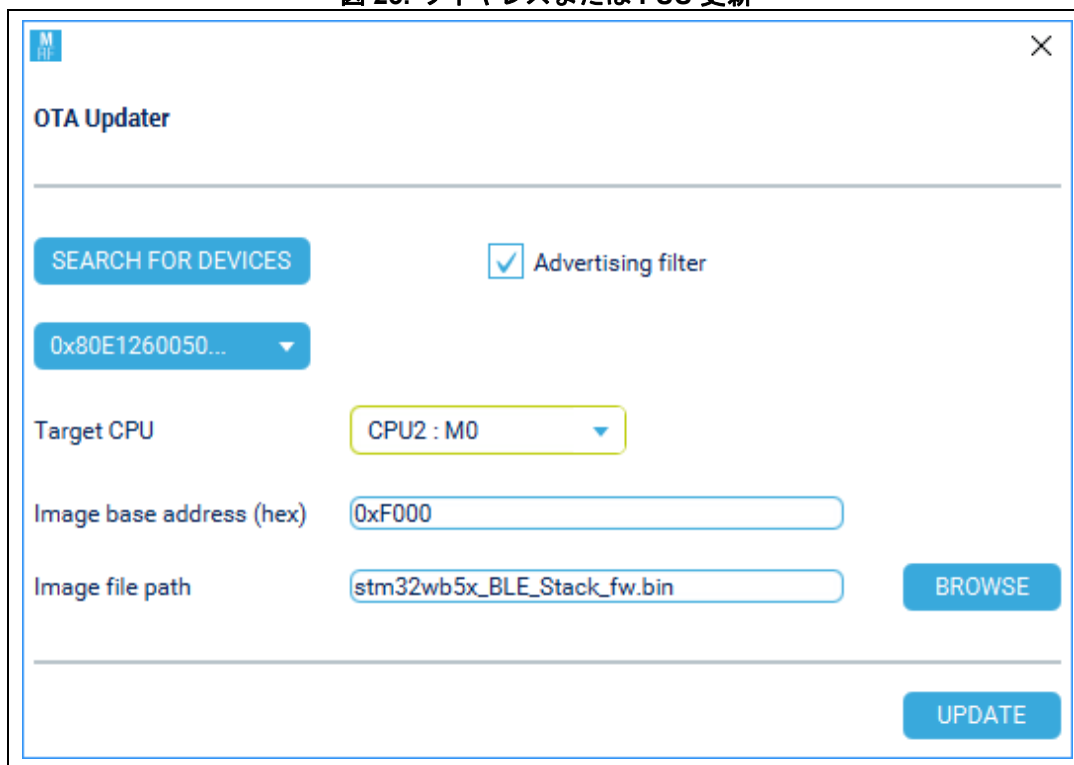 M
RF
OTA Updater
SEARCH FOR DEVICES
Advertising filter
0x80E1260050...
Target CPU
CPU2 : M0
Image base address (hex)
0xF000
Image file path
stm32wb5x_BLE_Stack_fw.bin
BROWSE
UPDATE